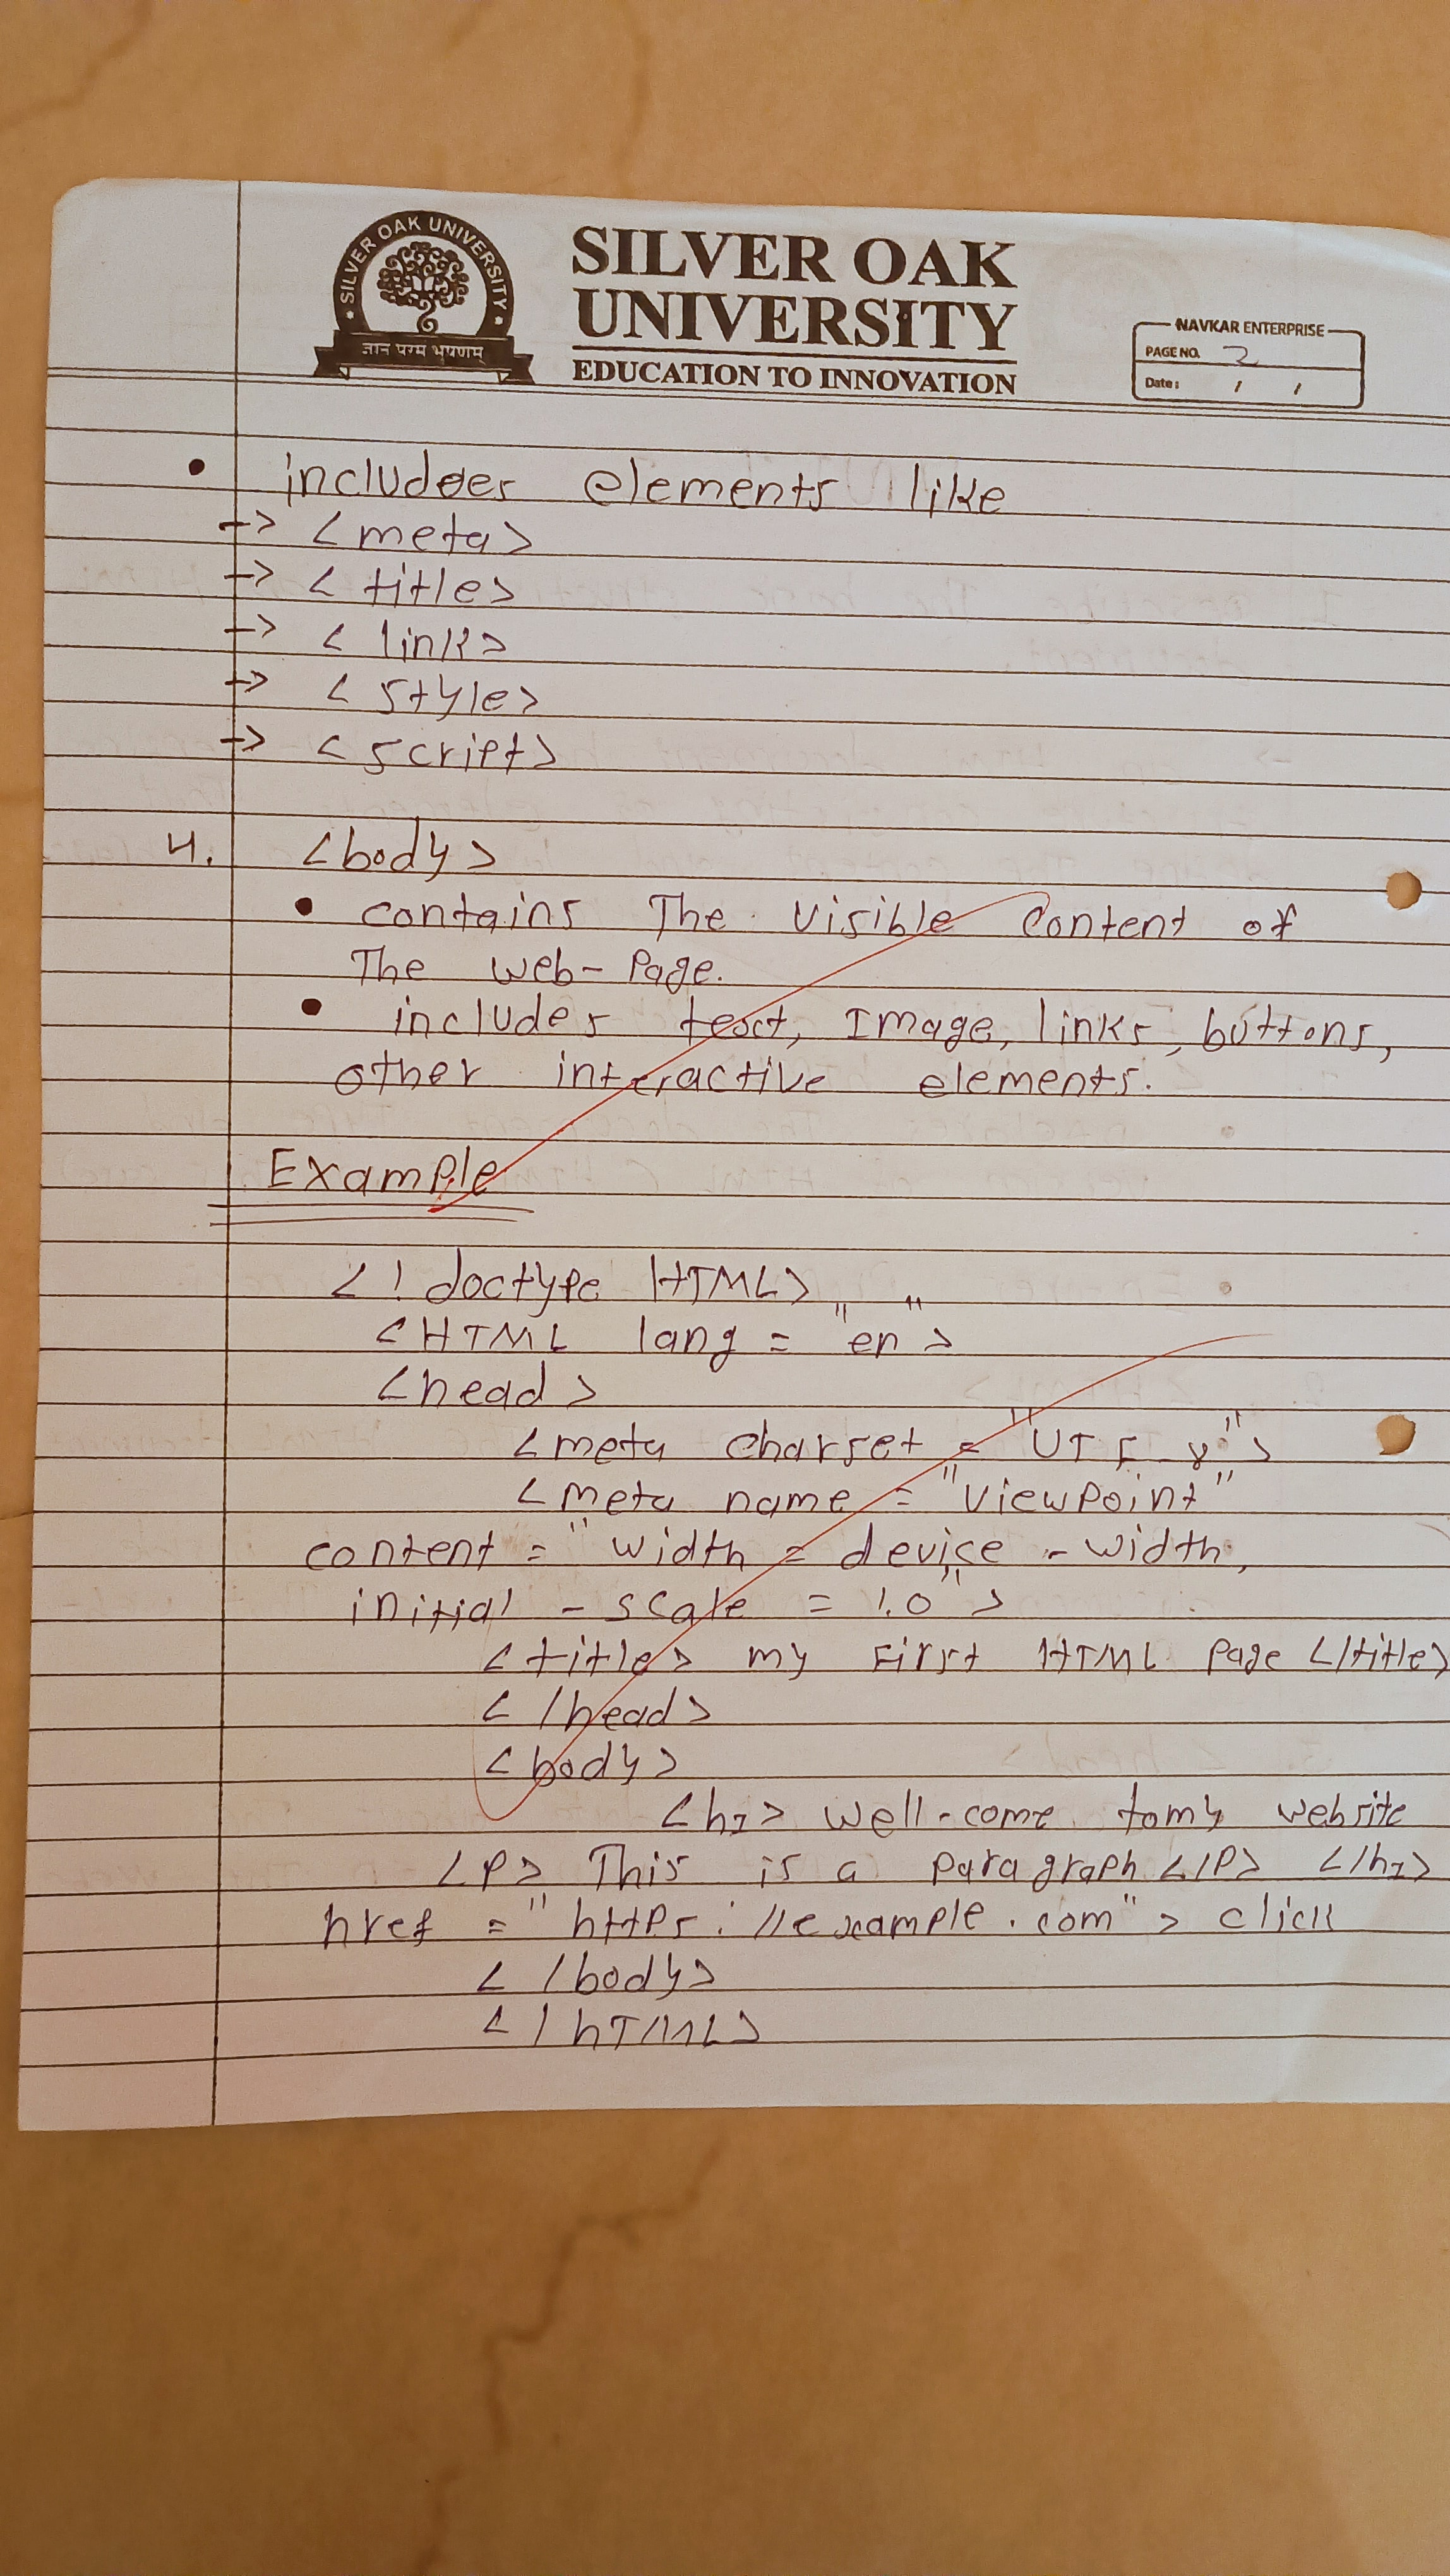 SILVER OAK UNIVERSITY
ज्ञान परमं भूषणम्
SILVER OAK
UNIVERSITY
EDUCATION TO INNOVATION
NAVKAR ENTERPRISE
PAGE NO. 2
Date: / /
• includes elements like
-> <meta>
-> <title>
-> <link>
-> <style>
-> <script>
4. <body>
• contains The visible content of
The web-Page.
• includes text, Image, links, buttons,
other interactive elements.
Example
<! doctype HTML>
<HTML lang = "en">
<head>
<meta charset = "UTF-8">
<meta name = "viewPoint"
content = "width = device-width,
initial - scale = 1.0">
<title> my First HTML Page </title>
</head>
<body>
<h1> well-come tomy website
<P> This is a paragraph </P> </h1>
href = "https://example.com"> click
</body>
</hTML>